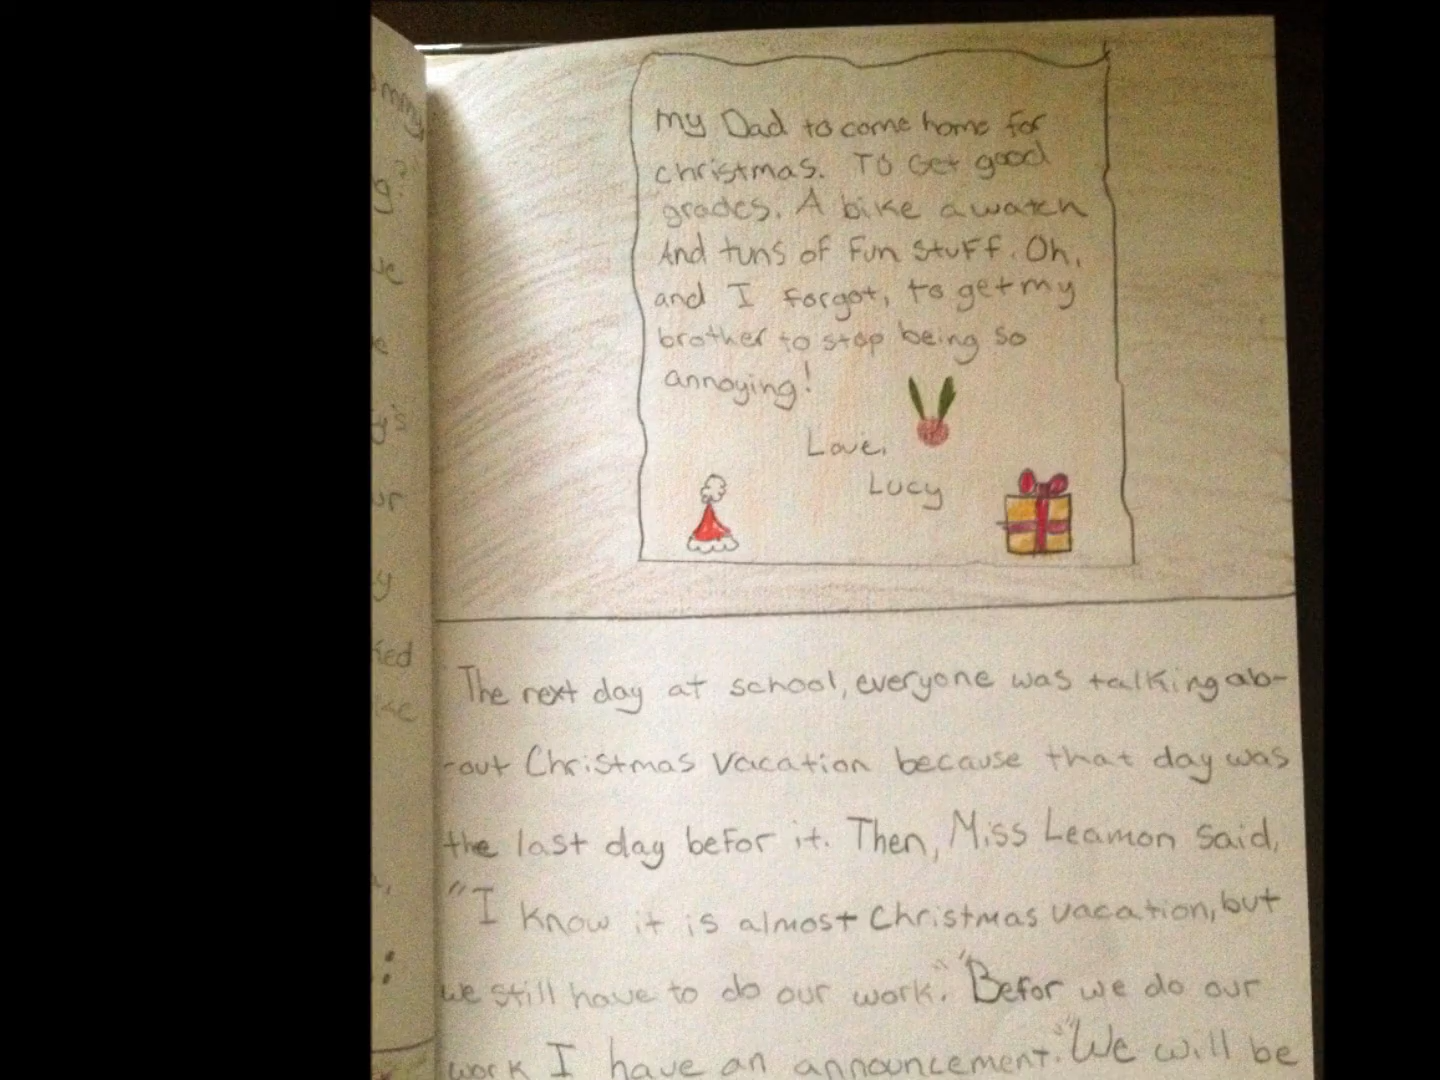 my Dad to come home for
christmas. To Get good
grades. A bike a watch
And tuns of fun stuff. Oh,
and I forgot, to get my
brother to stop being so
annoying!
Love,
Lucy
The next day at school, everyone was talking ab-
-out Christmas vacation because that day was
the last day befor it. Then, Miss Leamon said,
"I know it is almost Christmas vacation, but
we still have to do our work." "Befor we do our
work I have an announcement." "We will be